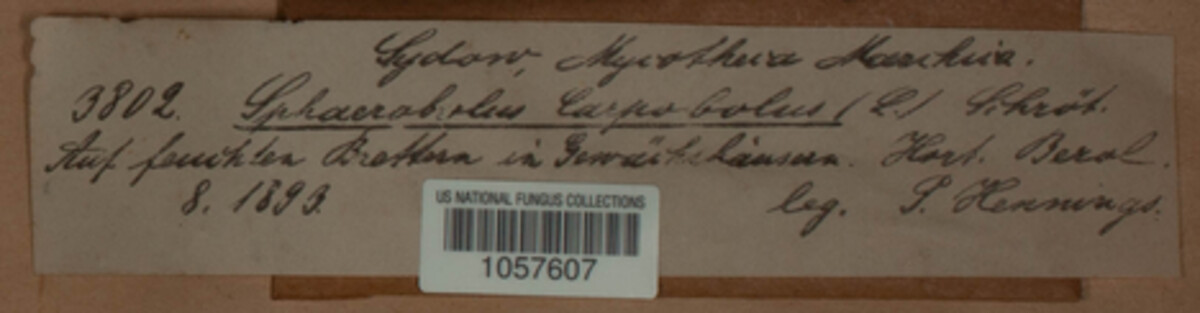 Sydow, Mycotheca Marchica.
3802. Sphaerobolus Carpobolus (L.) Schröt.
Auf feuchten Brettern in Gewächshäusern. Hort. Berol.
8. 1893. leg. P. Hennings.
US NATIONAL FUNGUS COLLECTIONS
1057607